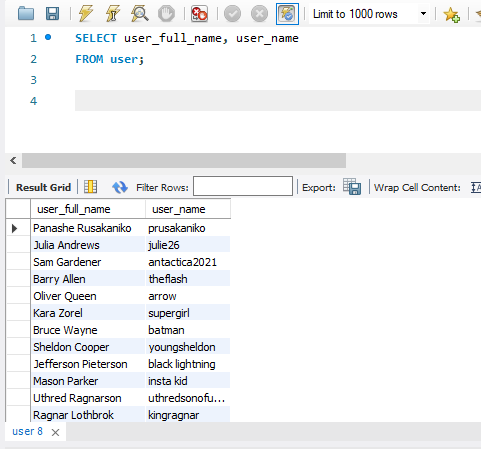 Limit to 1000 rows
1 SELECT user_full_name, user_name
2 FROM user;
3
4
Result Grid Filter Rows: Export: Wrap Cell Content:
user_full_name user_name
Panashe Rusakaniko prusakaniko
Julia Andrews julie26
Sam Gardener antactica2021
Barry Allen theflash
Oliver Queen arrow
Kara Zorel supergirl
Bruce Wayne batman
Sheldon Cooper youngsheldon
Jefferson Pieterson black lightning
Mason Parker insta kid
Uthred Ragnarson uthredsonofu...
Ragnar Lothbrok kingragnar
user 8